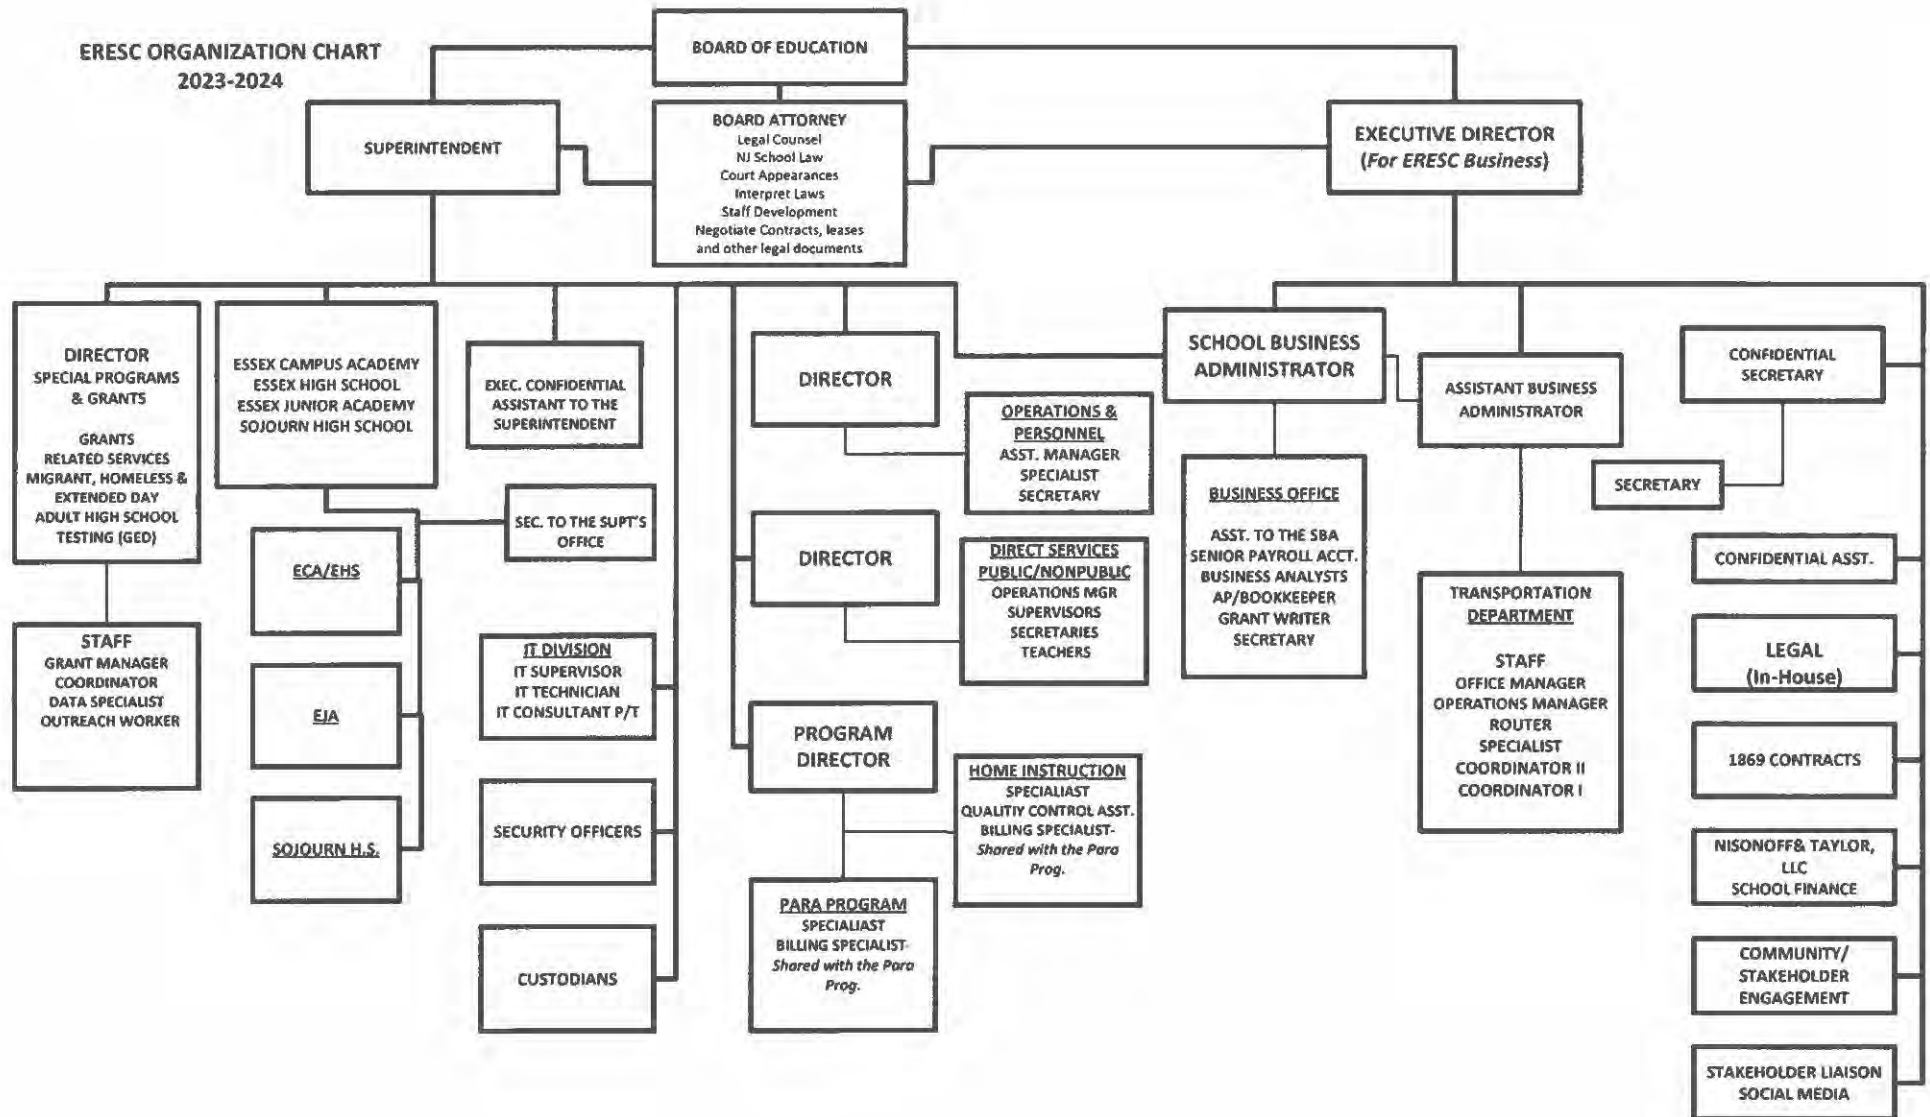 ERESC ORGANIZATION CHART
2023-2024
BOARD OF EDUCATION
SUPERINTENDENT
BOARD ATTORNEY
Legal Counsel
NJ School Law
Court Appearances
Interpret Laws
Staff Development
Negotiate Contracts, leases
and other legal documents
EXECUTIVE DIRECTOR
(For ERESC Business)
DIRECTOR
SPECIAL PROGRAMS
& GRANTS
GRANTS
RELATED SERVICES
MIGRANT, HOMELESS &
EXTENDED DAY
ADULT HIGH SCHOOL
TESTING (GED)
STAFF
GRANT MANAGER
COORDINATOR
DATA SPECIALIST
OUTREACH WORKER
ESSEX CAMPUS ACADEMY
ESSEX HIGH SCHOOL
ESSEX JUNIOR ACADEMY
SOJOURN HIGH SCHOOL
ECA/EHS
EJA
SOJOURN H.S.
EXEC. CONFIDENTIAL
ASSISTANT TO THE
SUPERINTENDENT
SEC. TO THE SUPT'S
OFFICE
IT DIVISION
IT SUPERVISOR
IT TECHNICIAN
IT CONSULTANT P/T
SECURITY OFFICERS
CUSTODIANS
DIRECTOR
OPERATIONS &
PERSONNEL
ASST. MANAGER
SPECIALIST
SECRETARY
DIRECTOR
DIRECT SERVICES
PUBLIC/NONPUBLIC
OPERATIONS MGR
SUPERVISORS
SECRETARIES
TEACHERS
PROGRAM
DIRECTOR
HOME INSTRUCTION
SPECIALIAST
QUALITIY CONTROL ASST.
BILLING SPECIALIST-
Shared with the Para
Prog.
PARA PROGRAM
SPECIALIAST
BILLING SPECIALIST-
Shared with the Para
Prog.
SCHOOL BUSINESS
ADMINISTRATOR
BUSINESS OFFICE
ASST. TO THE SBA
SENIOR PAYROLL ACCT.
BUSINESS ANALYSTS
AP/BOOKKEEPER
GRANT WRITER
SECRETARY
ASSISTANT BUSINESS
ADMINISTRATOR
TRANSPORTATION
DEPARTMENT
STAFF
OFFICE MANAGER
OPERATIONS MANAGER
ROUTER
SPECIALIST
COORDINATOR II
COORDINATOR I
CONFIDENTIAL
SECRETARY
SECRETARY
CONFIDENTIAL ASST.
LEGAL
(In-House)
1869 CONTRACTS
NISONOFF& TAYLOR,
LLC
SCHOOL FINANCE
COMMUNITY/
STAKEHOLDER
ENGAGEMENT
STAKEHOLDER LIAISON
SOCIAL MEDIA